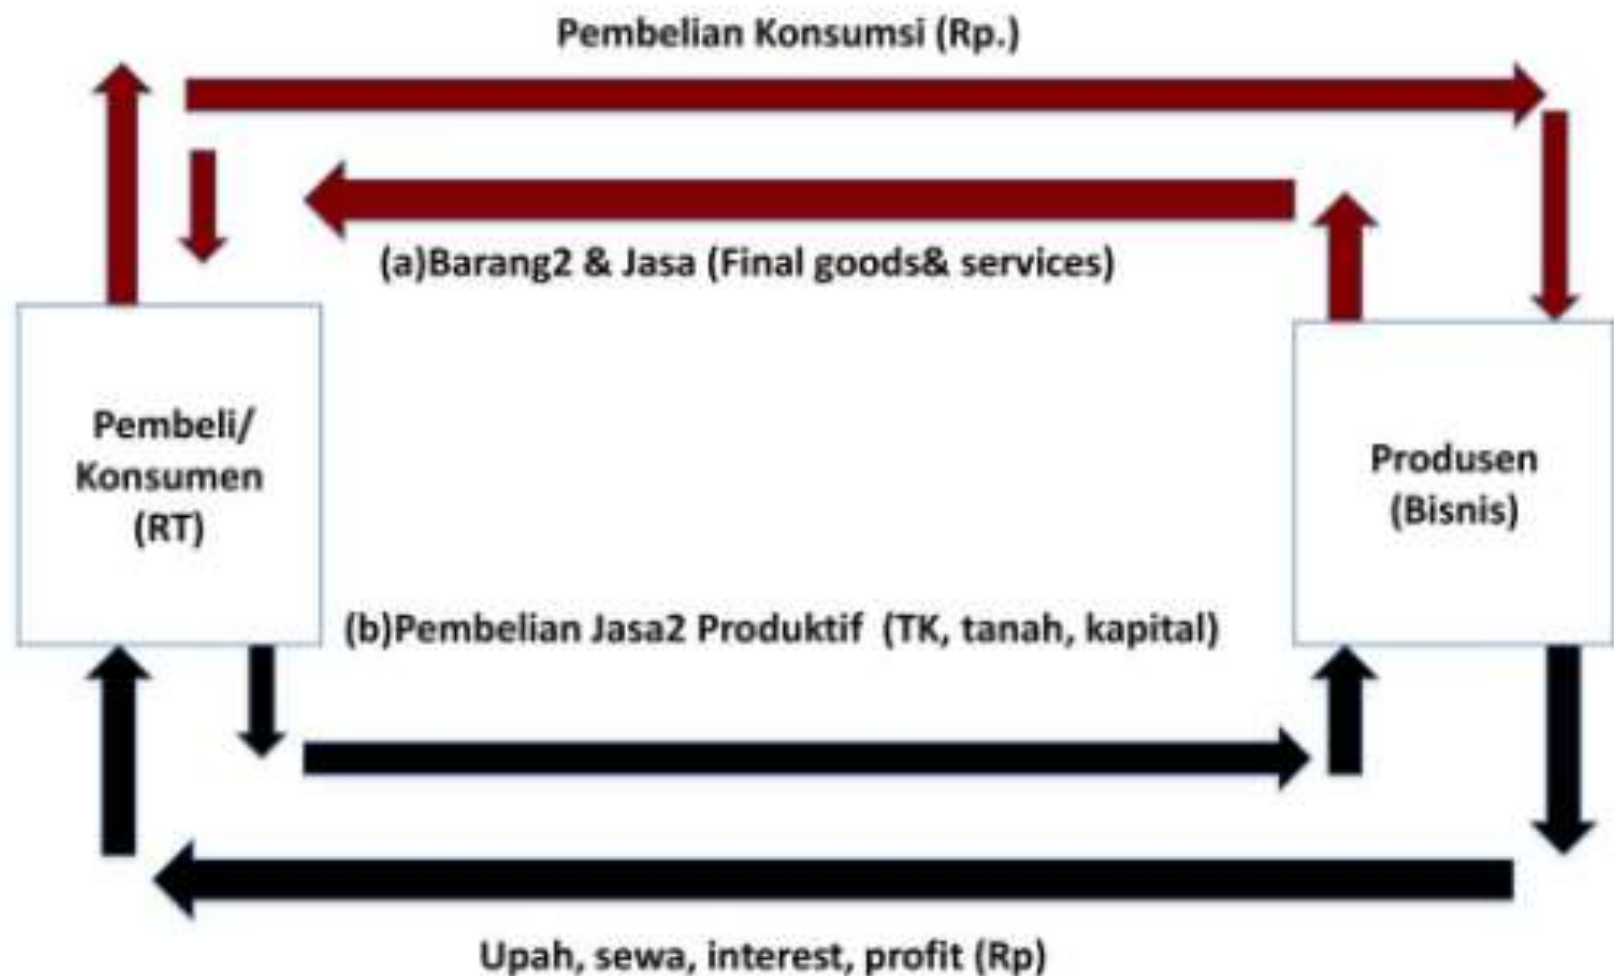 Pembelian Konsumsi (Rp.)
(a)Barang2 & Jasa (Final goods& services)
Pembeli/
Konsumen
(RT)
Produsen
(Bisnis)
(b)Pembelian Jasa2 Produktif (TK, tanah, kapital)
Upah, sewa, interest, profit (Rp)